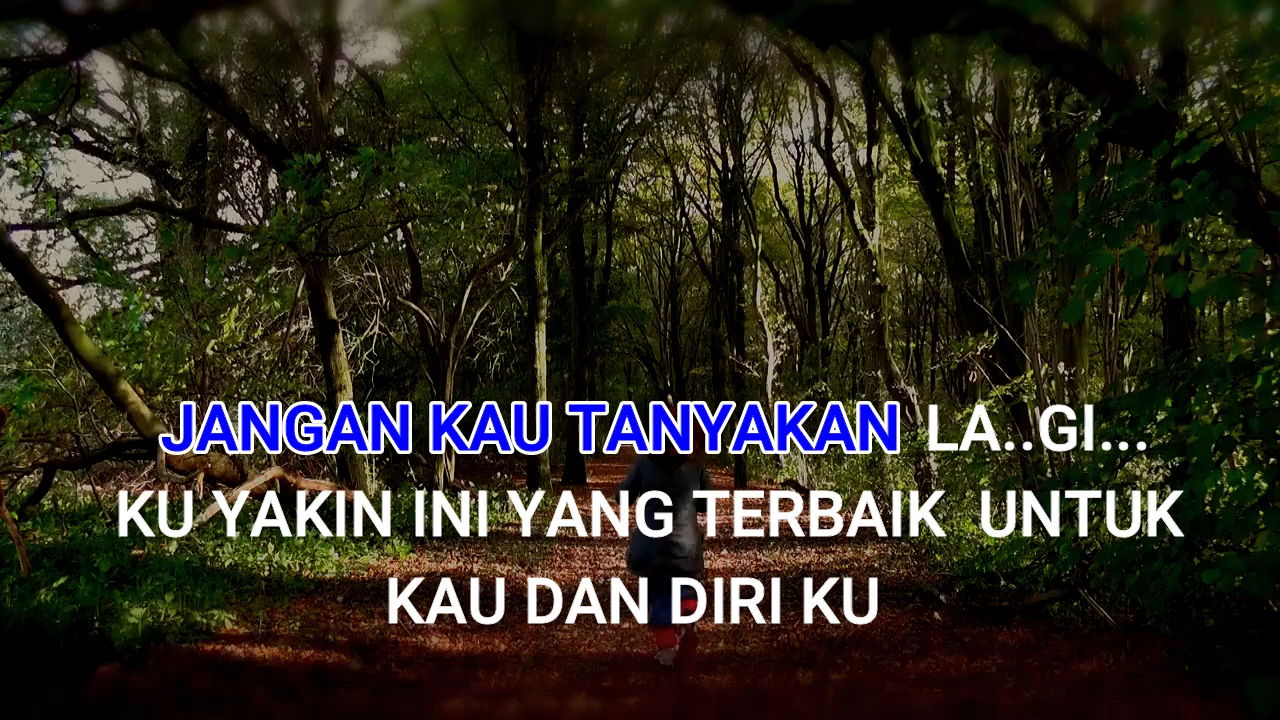 JANGAN KAU TANYAKAN LA..GI...
KU YAKIN INI YANG TERBAIK UNTUK
KAU DAN DIRI KU